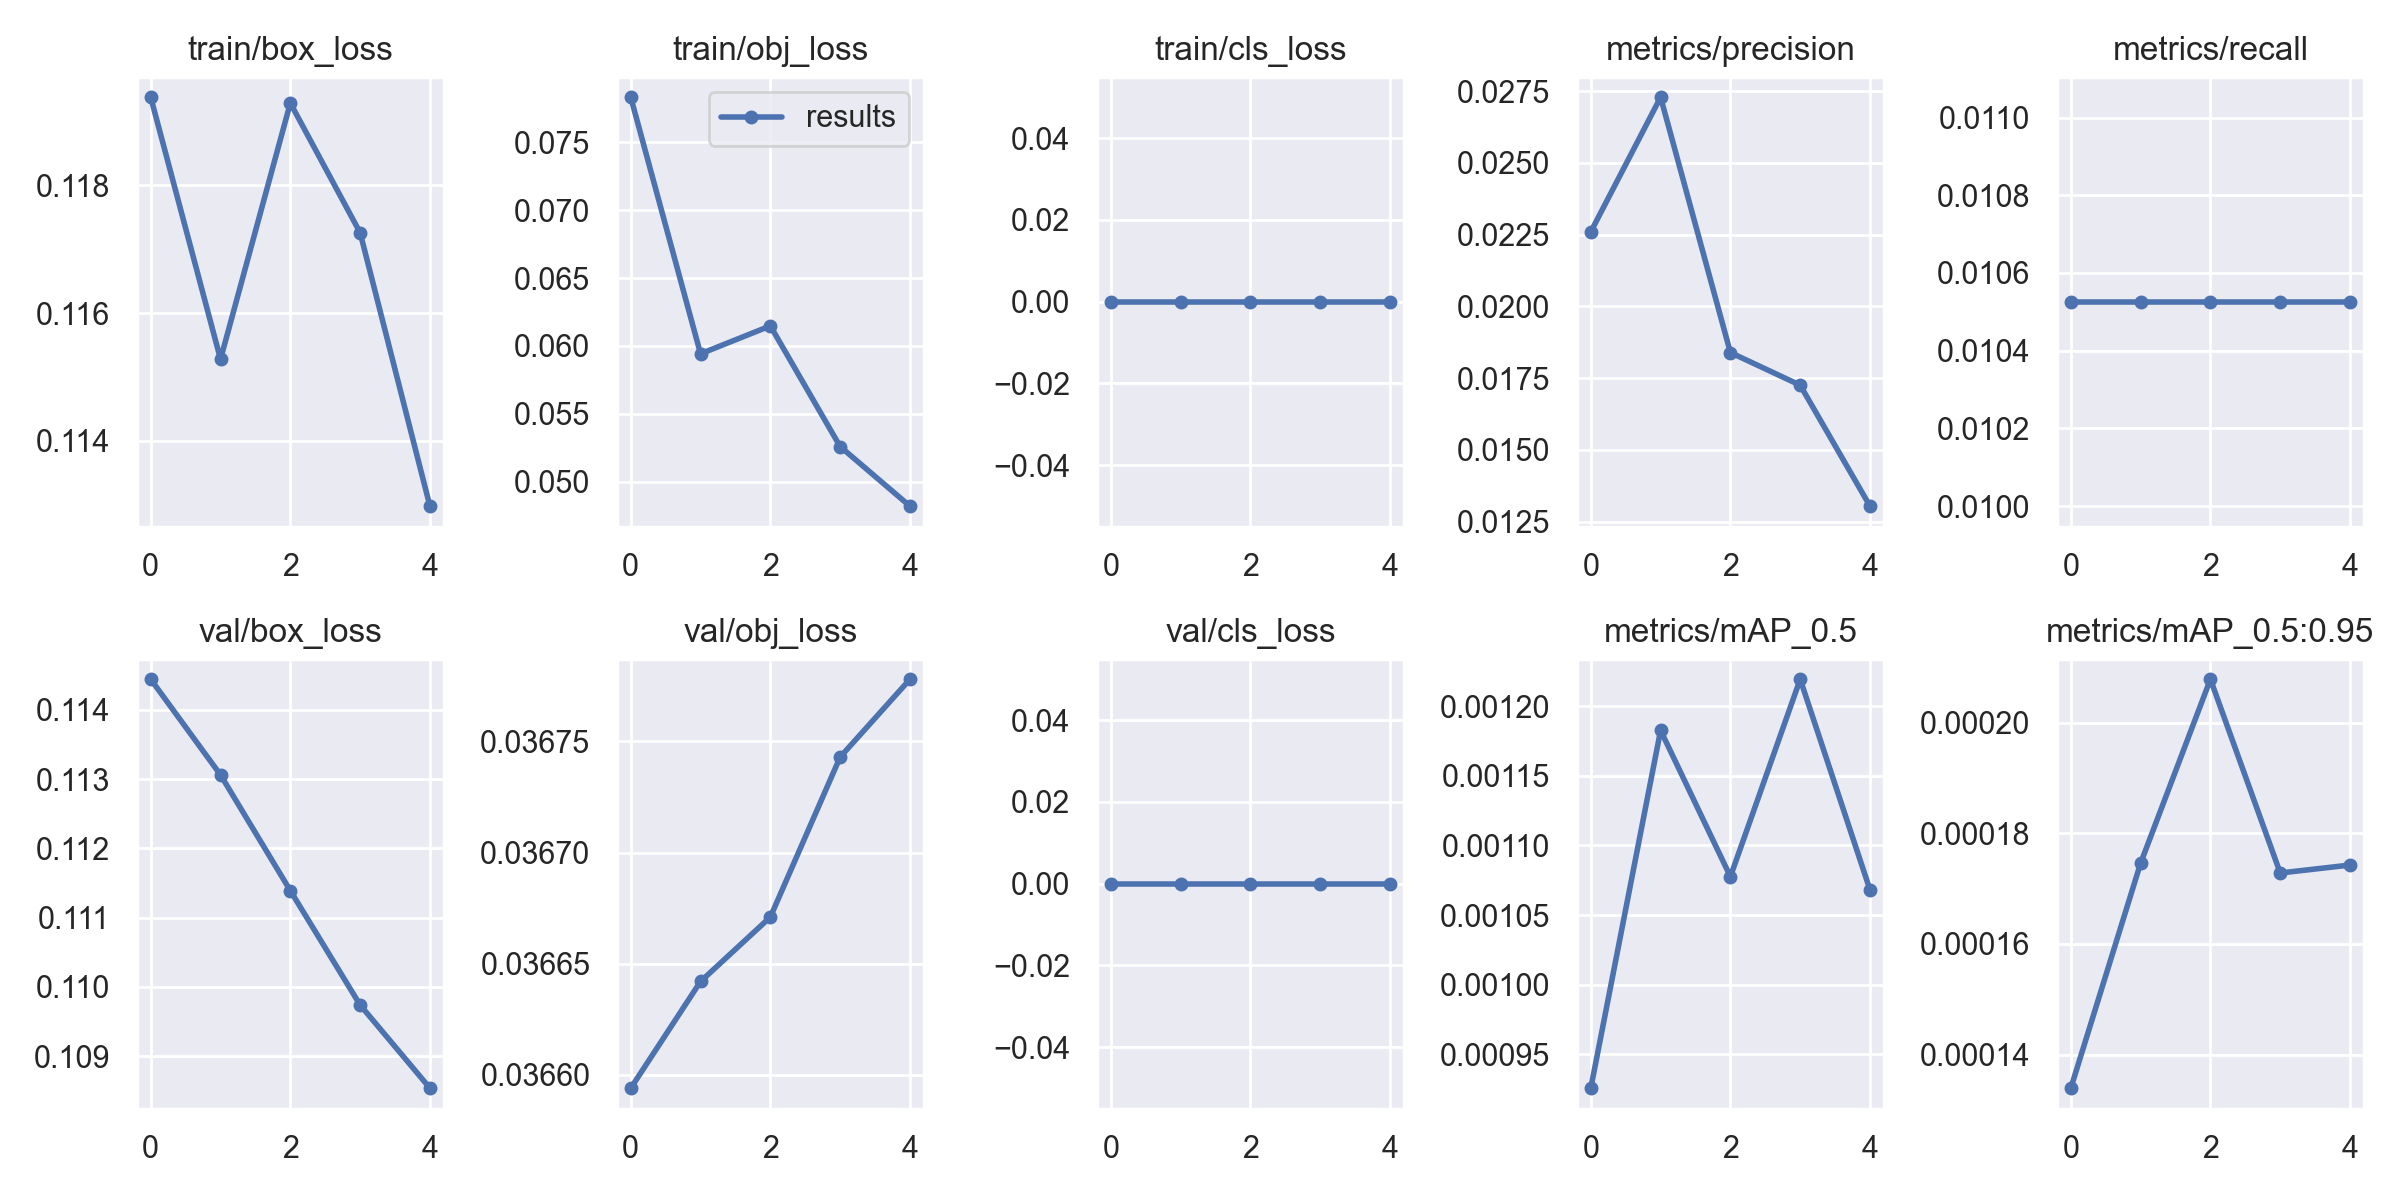 train/box_loss
0.118
0.116
0.114
0 2 4
train/obj_loss
results
0.075
0.070
0.065
0.060
0.055
0.050
0 2 4
train/cls_loss
0.04
0.02
0.00
−0.02
−0.04
0 2 4
metrics/precision
0.0275
0.0250
0.0225
0.0200
0.0175
0.0150
0.0125
0 2 4
metrics/recall
0.0110
0.0108
0.0106
0.0104
0.0102
0.0100
0 2 4
val/box_loss
0.114
0.113
0.112
0.111
0.110
0.109
0 2 4
val/obj_loss
0.03675
0.03670
0.03665
0.03660
0 2 4
val/cls_loss
0.04
0.02
0.00
−0.02
−0.04
0 2 4
metrics/mAP_0.5
0.00120
0.00115
0.00110
0.00105
0.00100
0.00095
0 2 4
metrics/mAP_0.5:0.95
0.00020
0.00018
0.00016
0.00014
0 2 4